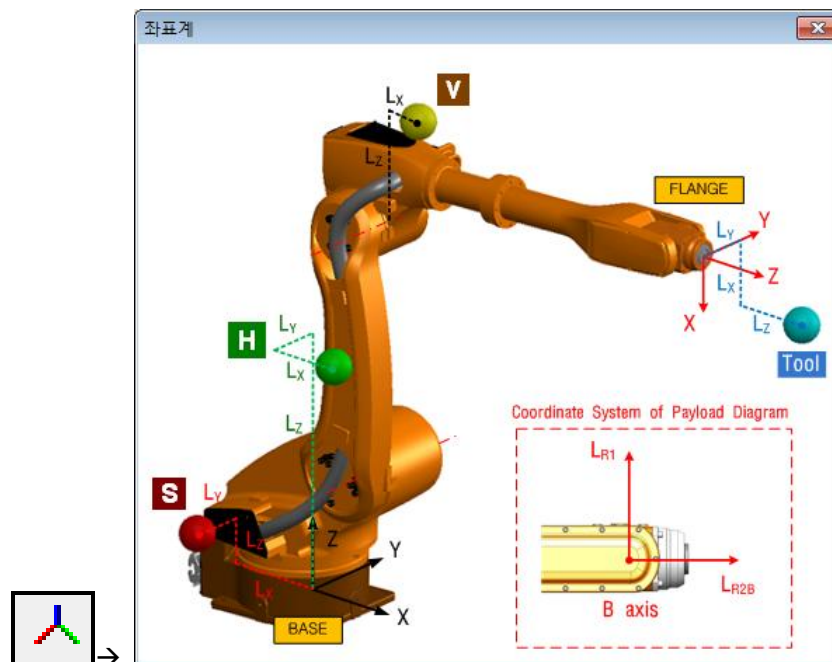 좌표계
V
LX
LZ
FLANGE
Y
LY
Z
LX
X
LZ
Tool
H
LY
LX
LZ
Coordinate System of Payload Diagram
LR1
LR2B
B axis
S
LY
LZ
LX
Z
Y
X
BASE
→